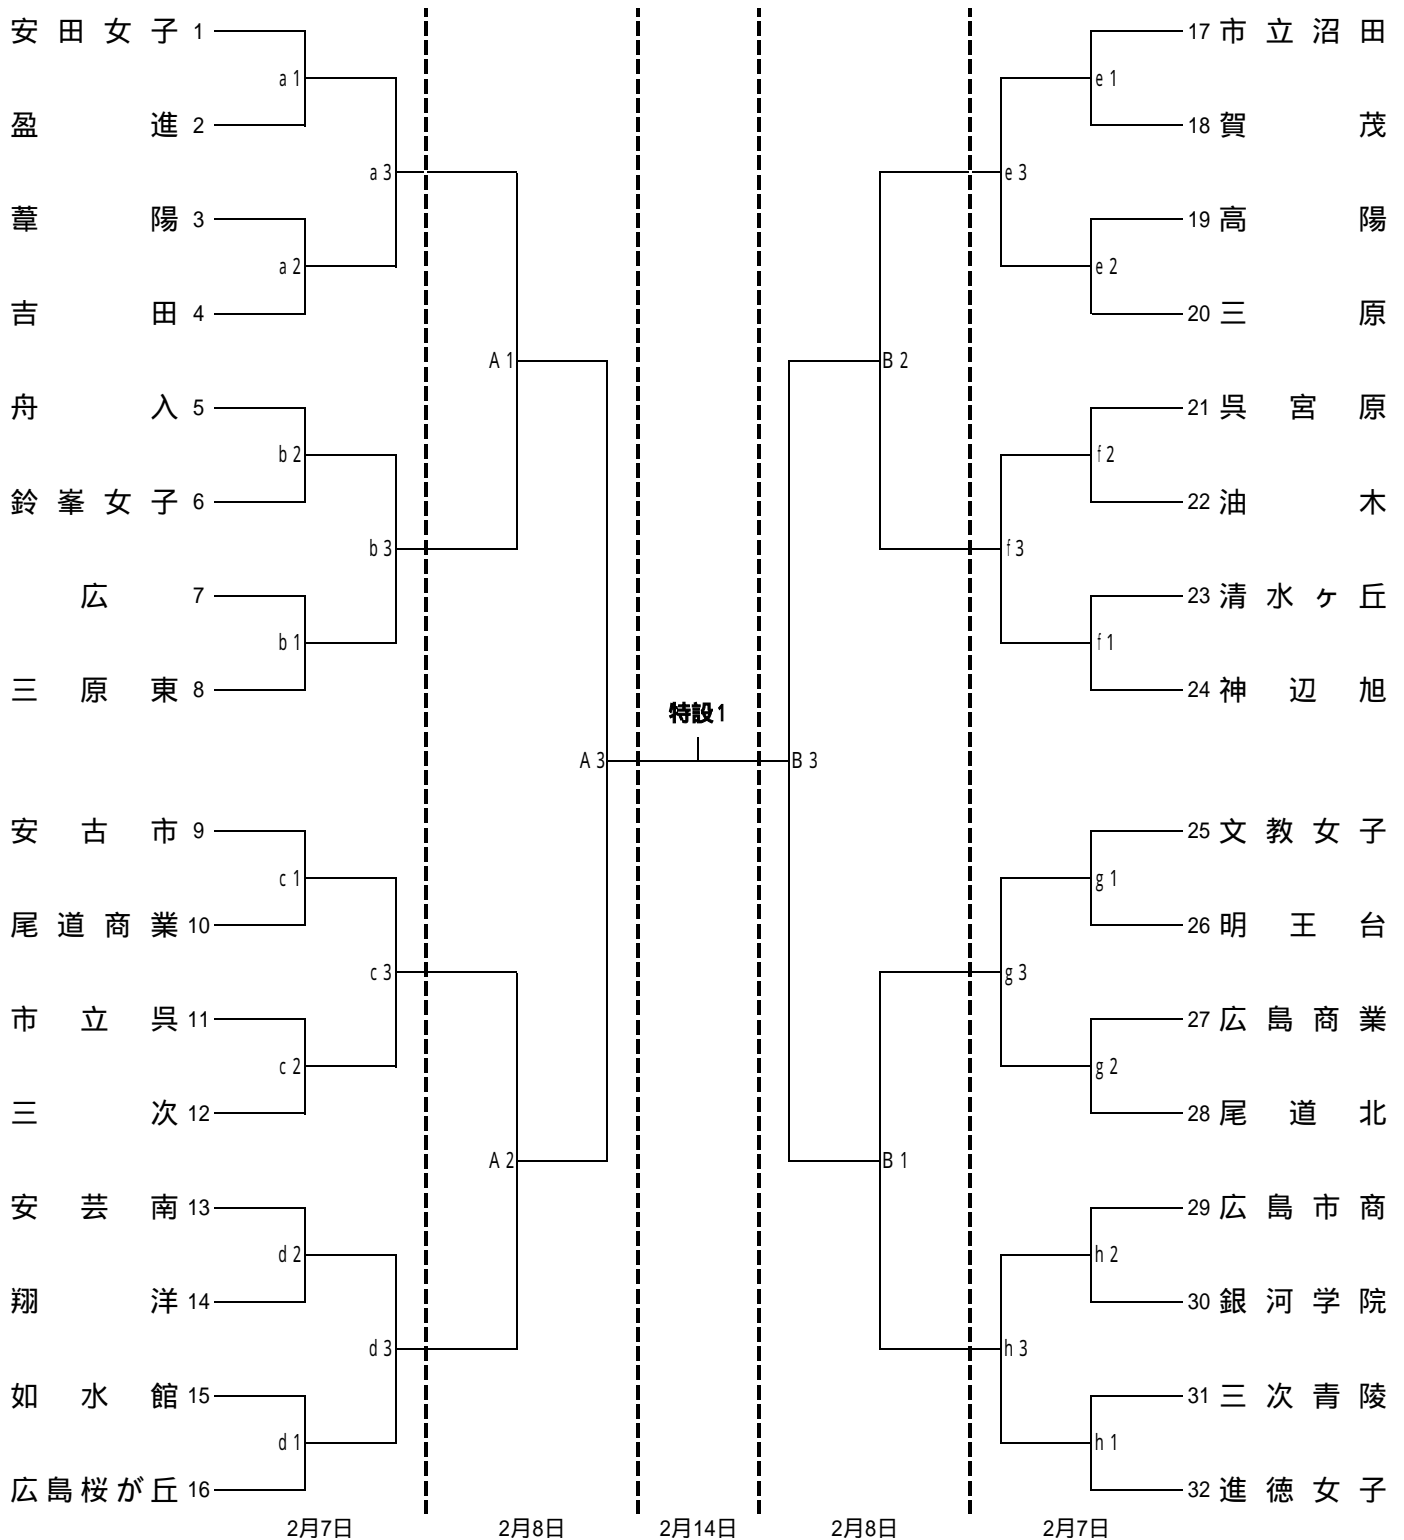 安田女子 1
a1
盈進 2
a3
葦陽 3
a2
吉田 4
A1
舟入 5
b2
鈴峯女子 6
b3
広 7
b1
三原東 8
A3
安古市 9
c1
尾道商業 10
c3
市立呉 11
c2
三次 12
A2
安芸南 13
d2
翔洋 14
d3
如水館 15
d1
広島桜が丘 16
特設1
17 市立沼田
e1
18 賀茂
e3
19 高陽
e2
20 三原
B2
21 呉宮原
f2
22 油木
f3
23 清水ヶ丘
f1
24 神辺旭
B3
25 文教女子
g1
26 明王台
g3
27 広島商業
g2
28 尾道北
B1
29 広島市商
h2
30 銀河学院
h3
31 三次青陵
h1
32 進徳女子
2月7日 2月8日 2月14日 2月8日 2月7日